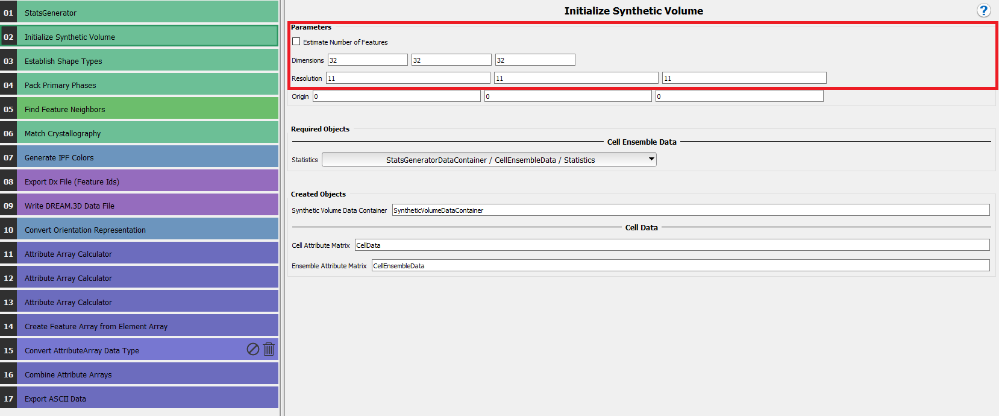 01 StatsGenerator
02 Initialize Synthetic Volume
03 Establish Shape Types
04 Pack Primary Phases
05 Find Feature Neighbors
06 Match Crystallography
07 Generate IPF Colors
08 Export Dx File (Feature Ids)
09 Write DREAM.3D Data File
10 Convert Orientation Representation
11 Attribute Array Calculator
12 Attribute Array Calculator
13 Attribute Array Calculator
14 Create Feature Array from Element Array
15 Convert AttributeArray Data Type
16 Combine Attribute Arrays
17 Export ASCII Data
Initialize Synthetic Volume ?
Parameters
Estimate Number of Features
Dimensions 32 32 32
Resolution 11 11 11
Origin 0 0 0
Required Objects
Cell Ensemble Data
Statistics StatsGeneratorDataContainer / CellEnsembleData / Statistics
Created Objects
Synthetic Volume Data Container SyntheticVolumeDataContainer
Cell Data
Cell Attribute Matrix CellData
Ensemble Attribute Matrix CellEnsembleData